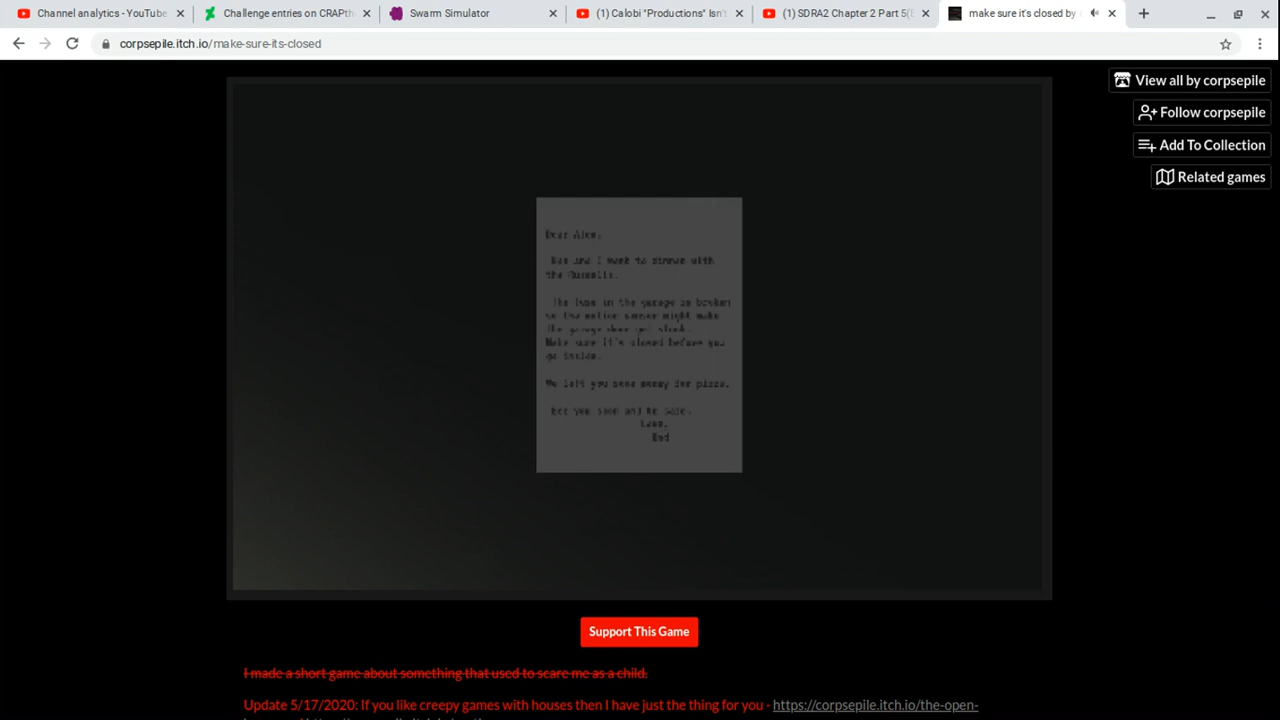 Channel analytics - YouTube
Challenge entries on CRAPth
Swarm Simulator
(1) Calobi "Productions" Isn't
(1) SDRA2 Chapter 2 Part 5(
make sure it's closed by
corpsepile.itch.io/make-sure-its-closed
View all by corpsepile
Follow corpsepile
Add To Collection
Related games
Dear Alex,
and I went to dinner with
the
The lamp in the garage is broken
so the motion sensor might make
the garage door get stuck.
Make sure it's closed before you
go inside.
We left you some money for pizza.
See you soon and be safe.
Love,
Dad
Support This Game
I made a short game about something that used to scare me as a child.
Update 5/17/2020: If you like creepy games with houses then I have just the thing for you - https://corpsepile.itch.io/the-open-